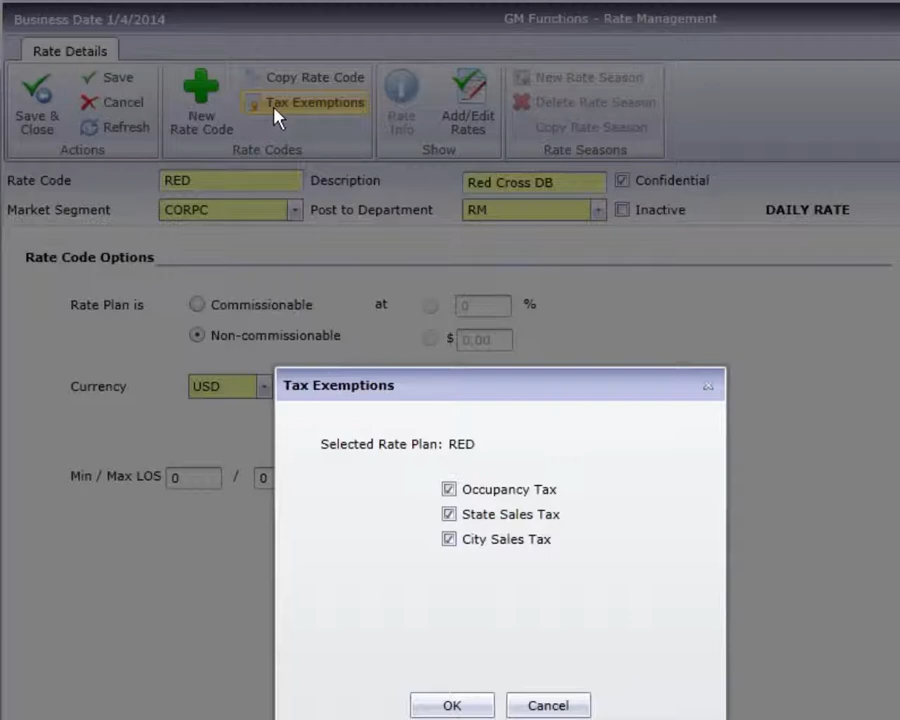 Business Date 1/4/2014
GM Functions - Rate Management
Rate Details
Save & Close
Save
Cancel
Refresh
Actions
New Rate Code
Copy Rate Code
Tax Exemptions
Rate Codes
Rate Info
Add/Edit Rates
Show
New Rate Season
Delete Rate Season
Copy Rate Season
Rate Seasons
Rate Code RED Description Red Cross DB Confidential
Market Segment CORPC Post to Department RM Inactive DAILY RATE
Rate Code Options
Rate Plan is Commissionable at 0 %
Non-commissionable $ 0.00
Currency USD
Min / Max LOS 0 / 0
Tax Exemptions
Selected Rate Plan: RED
Occupancy Tax
State Sales Tax
City Sales Tax
OK Cancel